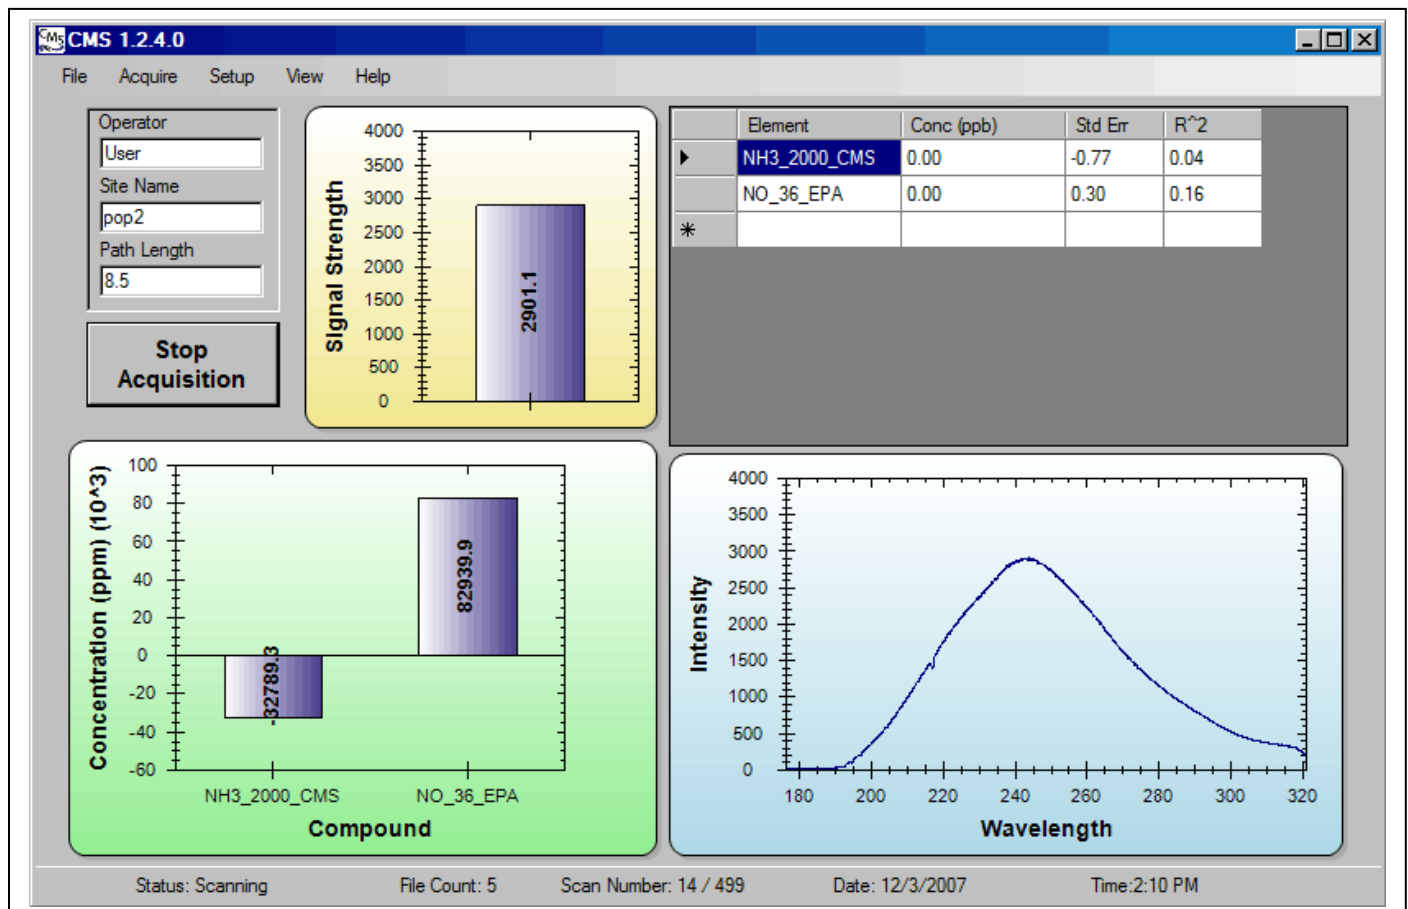 CMS 1.2.4.0
File Acquire Setup View Help
Operator
User
Site Name
pop2
Path Length
8.5
Stop
Acquisition
Signal Strength
4000
3500
3000
2500
2000
1500
1000
500
0
2901.1
Element Conc (ppb) Std Err R^2
NH3_2000_CMS 0.00 -0.77 0.04
NO_36_EPA 0.00 0.30 0.16
Concentration (ppm) (10^3)
100
80
60
40
20
0
-20
-40
-60
-32789.3
82939.9
NH3_2000_CMS NO_36_EPA
Compound
Intensity
4000
3500
3000
2500
2000
1500
1000
500
0
180 200 220 240 260 280 300 320
Wavelength
Status: Scanning File Count: 5 Scan Number: 14 / 499 Date: 12/3/2007 Time:2:10 PM